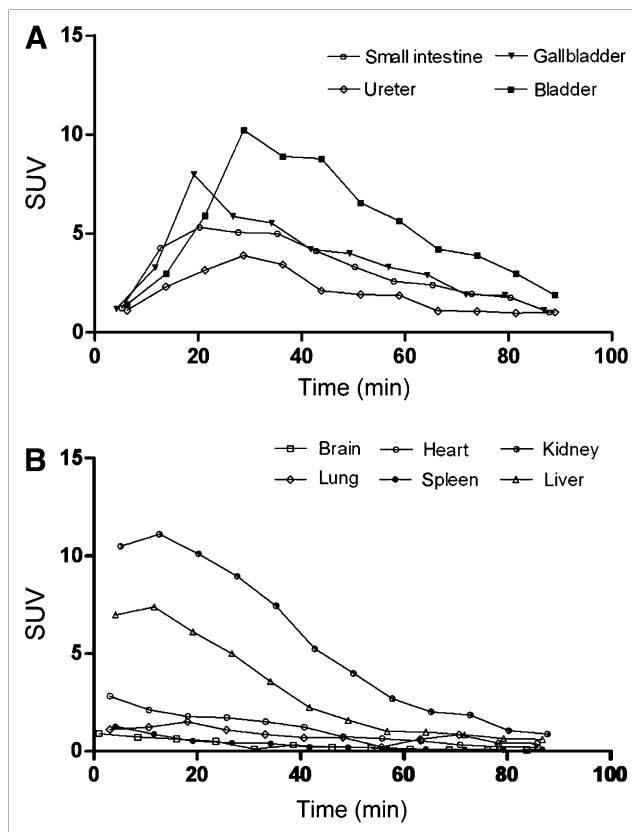 A
15
Small intestine Gallbladder
Ureter Bladder
10
SUV
5
0
0 20 40 60 80 100
Time (min)
B
15
Brain Heart Kidney
Lung Spleen Liver
10
SUV
5
0
0 20 40 60 80 100
Time (min)